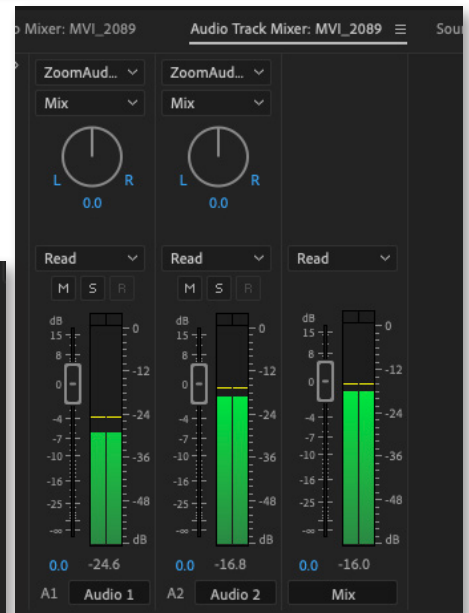 o Mixer: MVI_2089 Audio Track Mixer: MVI_2089 Sour
ZoomAud... ZoomAud...
Mix Mix
L R L R
0.0 0.0
Read Read Read
M S R M S R
dB dB dB
15 0 15 0 15 0
8 8 8
-12 -12 -12
0 0 0
-4 -24 -4 -24 -4 -24
-7 -7 -7
-10 -36 -10 -36 -10 -36
-16 -16 -16
-25 -48 -25 -48 -25 -48
-∞ dB -∞ dB -∞ dB
0.0 -24.6 0.0 -16.8 0.0 -16.0
A1 Audio 1 A2 Audio 2 Mix